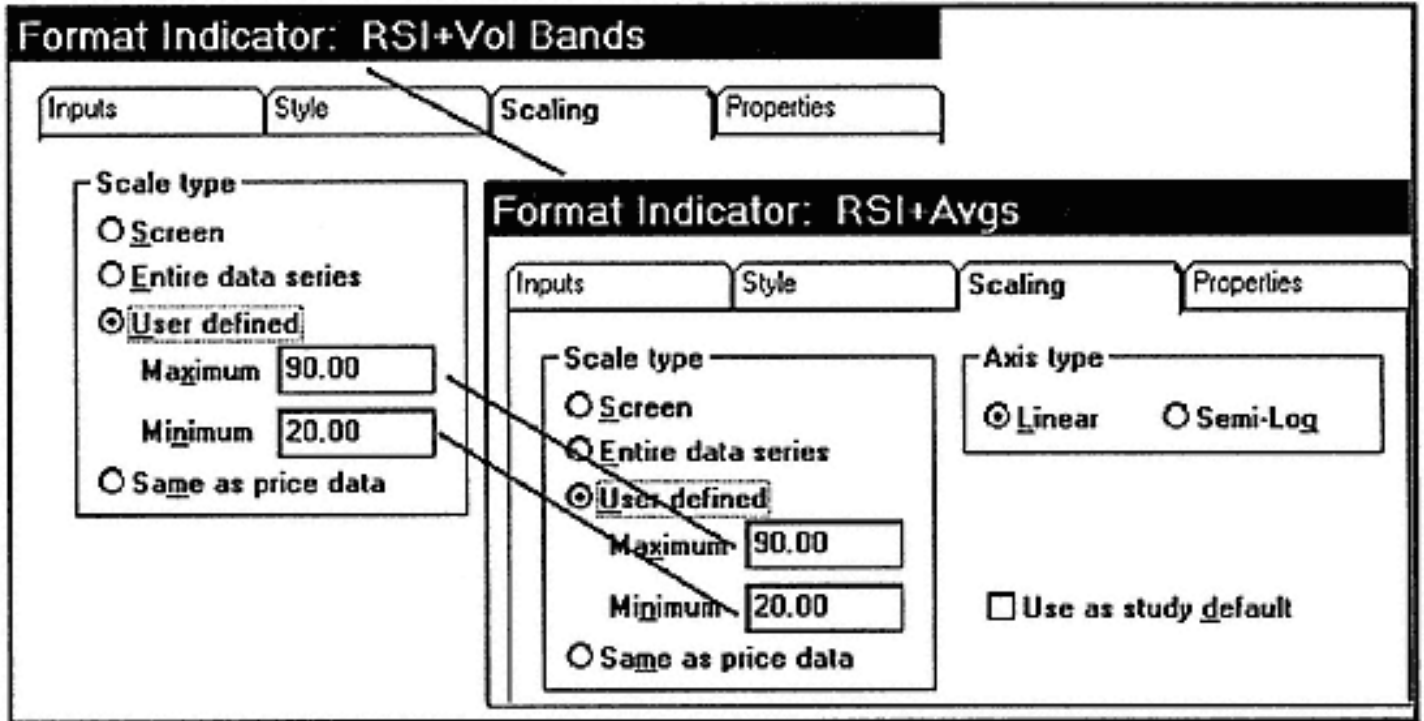 Format Indicator: RSI+Vol Bands
Inputs Style Scaling Properties
Scale type
Screen
Entire data series
User defined
Maximum 90.00
Minimum 20.00
Same as price data
Format Indicator: RSI+Avgs
Inputs Style Scaling Properties
Scale type
Screen
Entire data series
User defined
Maximum 90.00
Minimum 20.00
Same as price data
Axis type
Linear Semi-Log
Use as study default